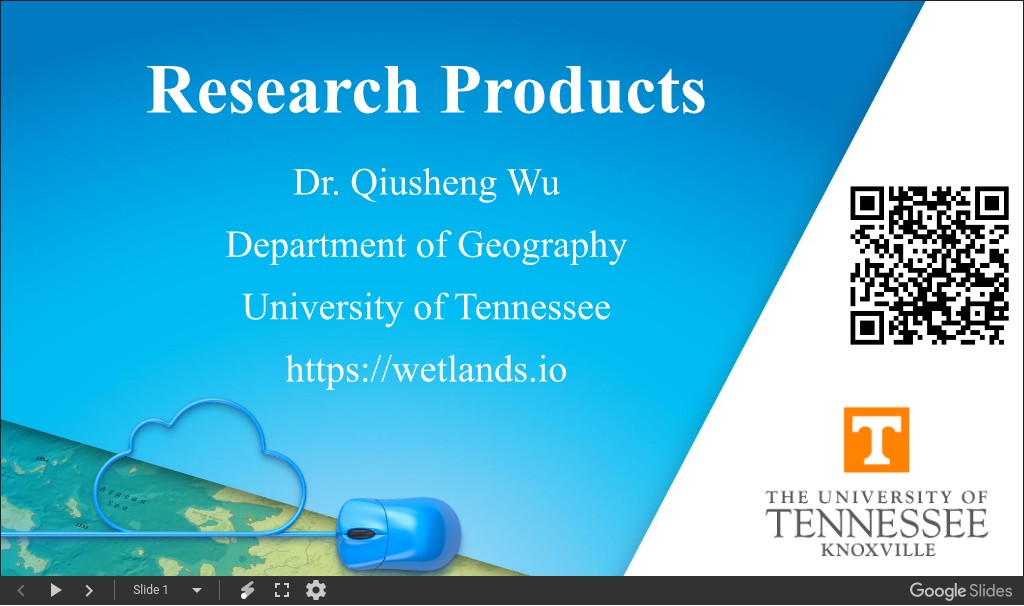 Research Products
Dr. Qiusheng Wu
Department of Geography
University of Tennessee
https://wetlands.io
T
THE UNIVERSITY OF
TENNESSEE
KNOXVILLE
Slide 1
Google Slides